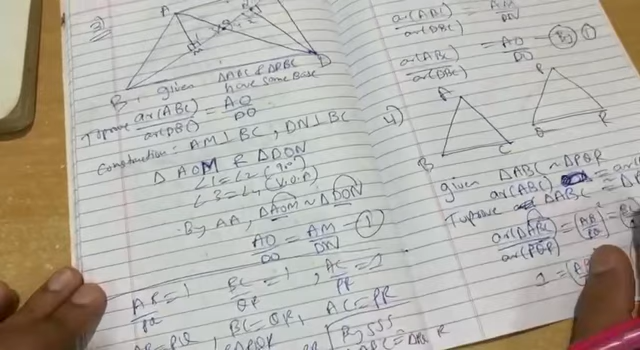 3)
A
B
D
given ΔABC & ΔDBC
have same Base
To prove ar(ABC)/ar(DBC) = AO/DO
Construction: AM⊥BC, DN⊥BC
Δ AOM & ΔDON
∠1=∠2 (90°)
∠3=∠4 (V.O.A)
By AA, ΔAOM ~ ΔDON
AO/DO = AM/DN — ①
AB/PQ = 1, BC/QR = 1, AC/PR = 1
BC=QR, AC=PR
By SSS
ar(ABC)/ar(DBC) = AM/DN
ar(ABC)/ar(DBC) = AO/DO — By ①
4)
A
B
C
R
given ΔABC ~ ΔPQR
ar(ABC) =
To prove ΔABC ≅
ar(ΔABC)/ar(PQR) = (AB/PQ)² =
1 =